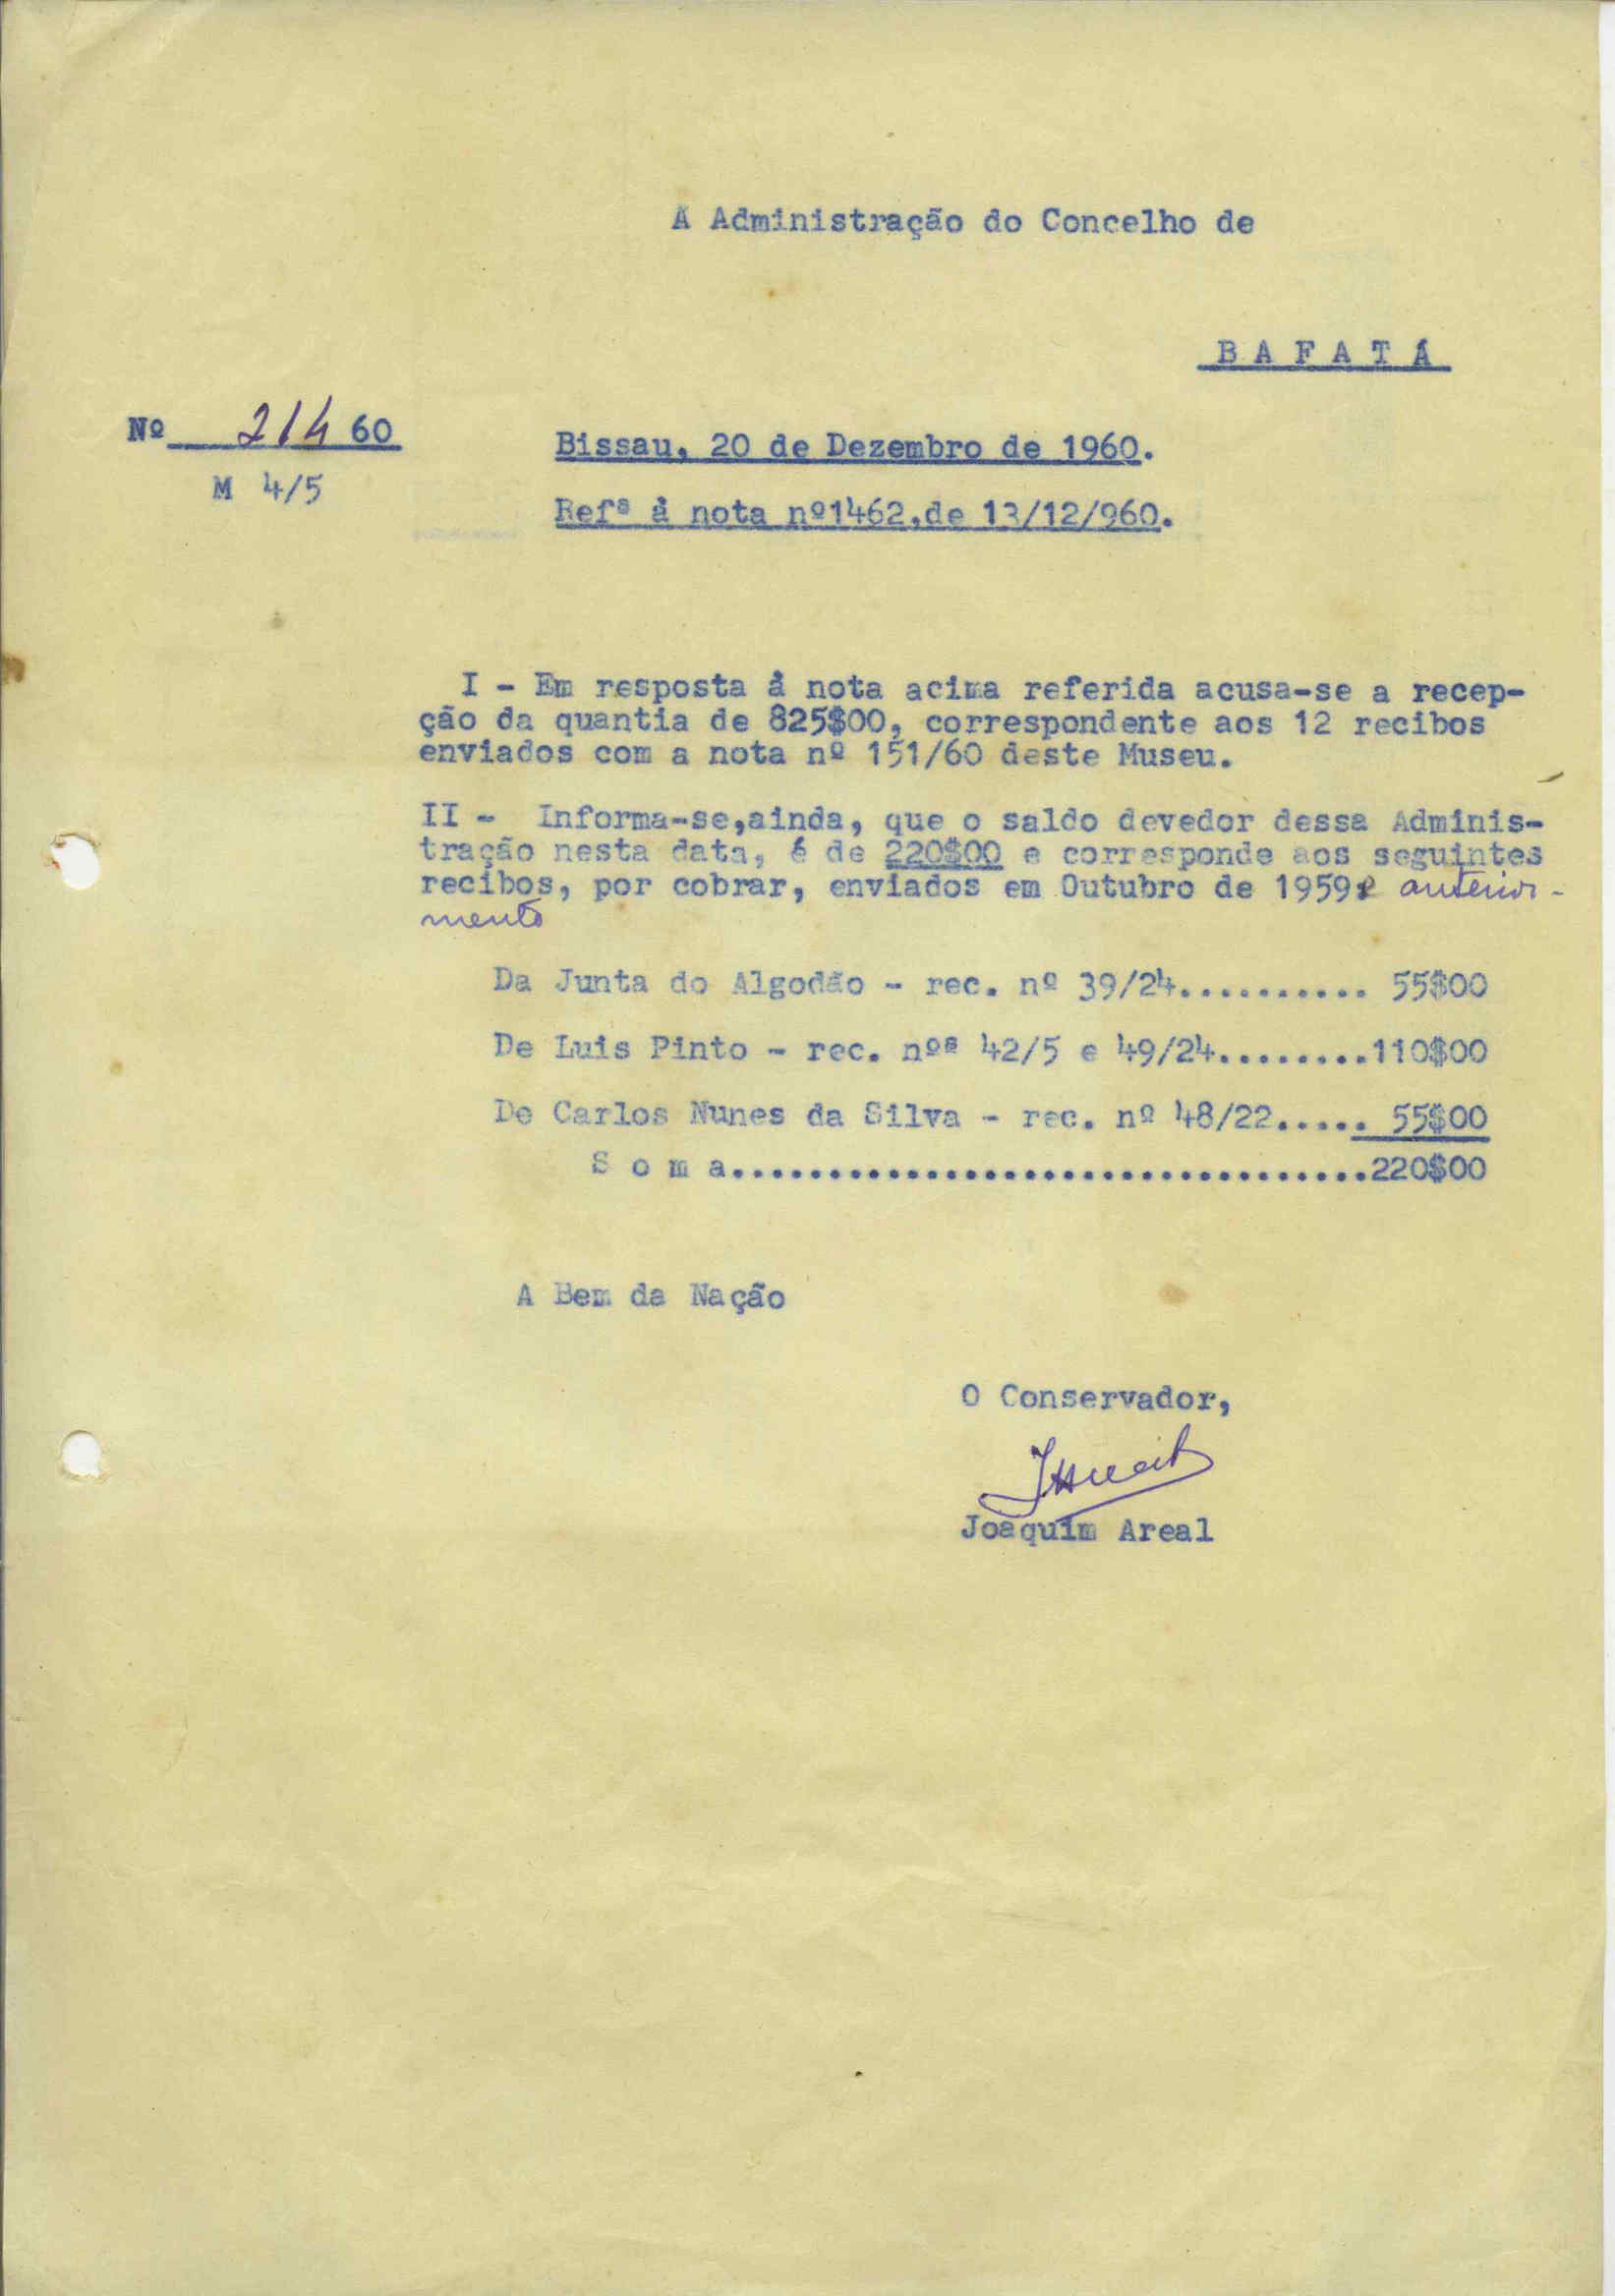 À Administração do Concelho de
B A F A T Á
Nº 214 60
M 4/5
Bissau, 20 de Dezembro de 1960.
Refª à nota nº1462,de 13/12/960.
I - Em resposta à nota acima referida acusa-se a recep-
ção da quantia de 825$00, correspondente aos 12 recibos
enviados com a nota nº 151/60 deste Museu.
II - Informa-se,ainda, que o saldo devedor dessa Adminis-
tração nesta data, é de 220$00 e corresponde aos seguintes
recibos, por cobrar, enviados em Outubro de 1959 e anterior-
mente
Da Junta do Algodão - rec. nº 39/24.......... 55$00
De Luis Pinto - rec. nºs 42/5 e 49/24........110$00
De Carlos Nunes da Silva - rec. nº 48/22..... 55$00
S o m a.................................220$00
A Bem da Nação
O Conservador,
Joaquim Areal